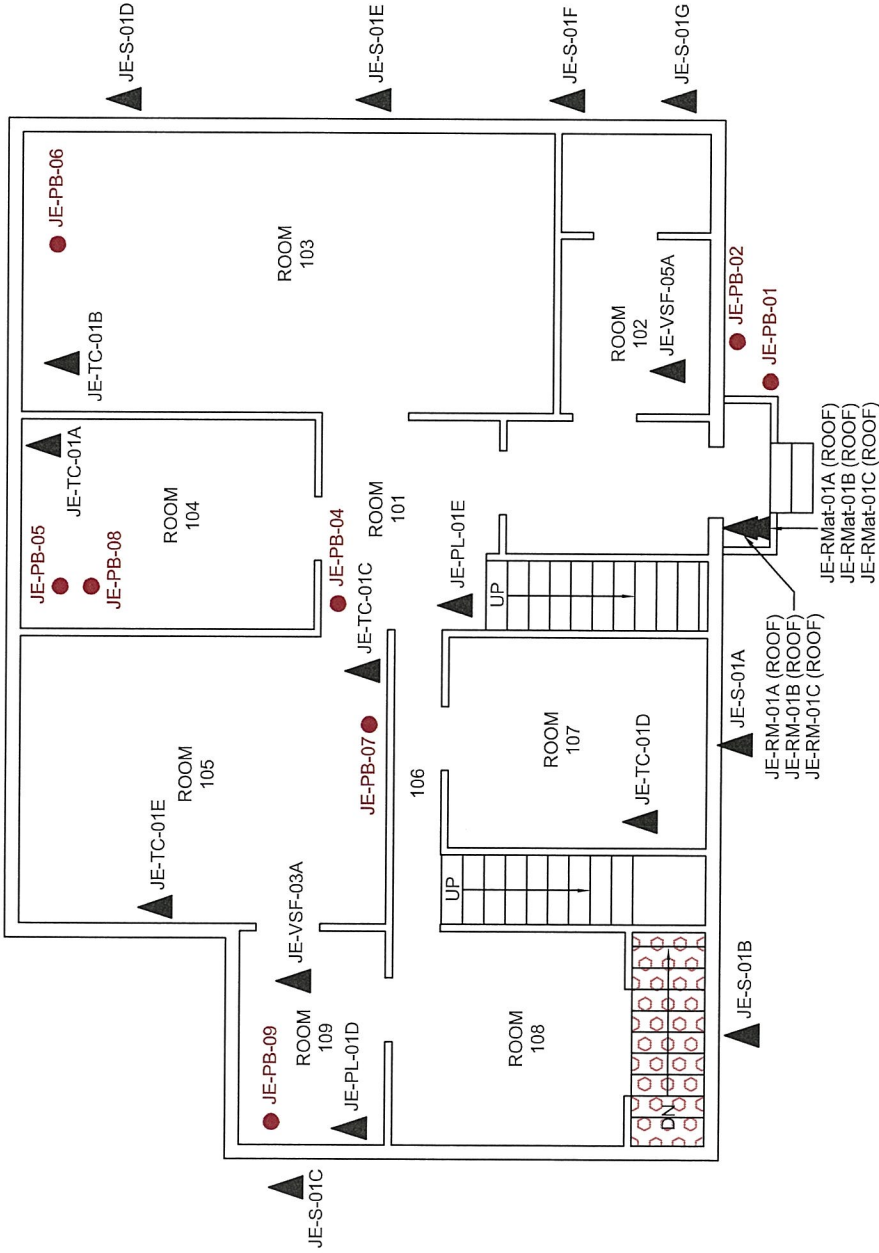 JE-S-01D
JE-S-01E
JE-S-01F
JE-S-01G
JE-PB-06
JE-TC-01B
ROOM
103
JE-PB-02
JE-PB-01
ROOM
102
JE-VSF-05A
JE-TC-01A
JE-PB-05
JE-PB-08
ROOM
104
ROOM
101
JE-PB-04
JE-TC-01C
JE-PL-01E
UP
JE-RMat-01A (ROOF)
JE-RMat-01B (ROOF)
JE-RMat-01C (ROOF)
JE-RM-01A (ROOF)
JE-RM-01B (ROOF)
JE-RM-01C (ROOF)
JE-S-01A
ROOM
105
JE-PB-07
106
ROOM
107
JE-TC-01D
JE-TC-01E
JE-VSF-03A
UP
JE-PB-09
ROOM
109
JE-PL-01D
ROOM
108
DN
JE-S-01B
JE-S-01C